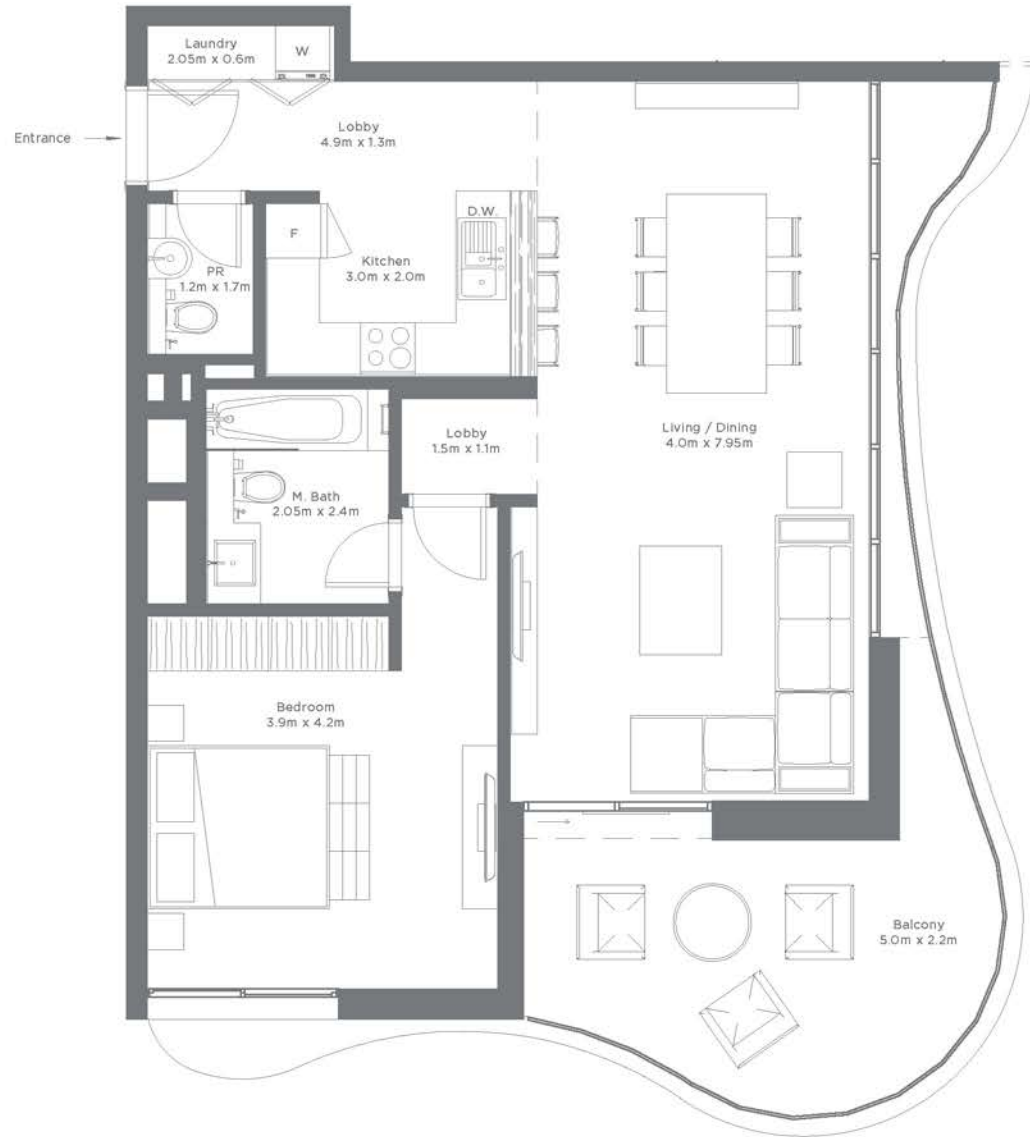 Laundry
2.05m x 0.6m
W
Entrance
Lobby
4.9m x 1.3m
D.W.
F
Kitchen
3.0m x 2.0m
PR
1.2m x 1.7m
Lobby
1.5m x 1.1m
Living / Dining
4.0m x 7.95m
M. Bath
2.05m x 2.4m
Bedroom
3.9m x 4.2m
Balcony
5.0m x 2.2m